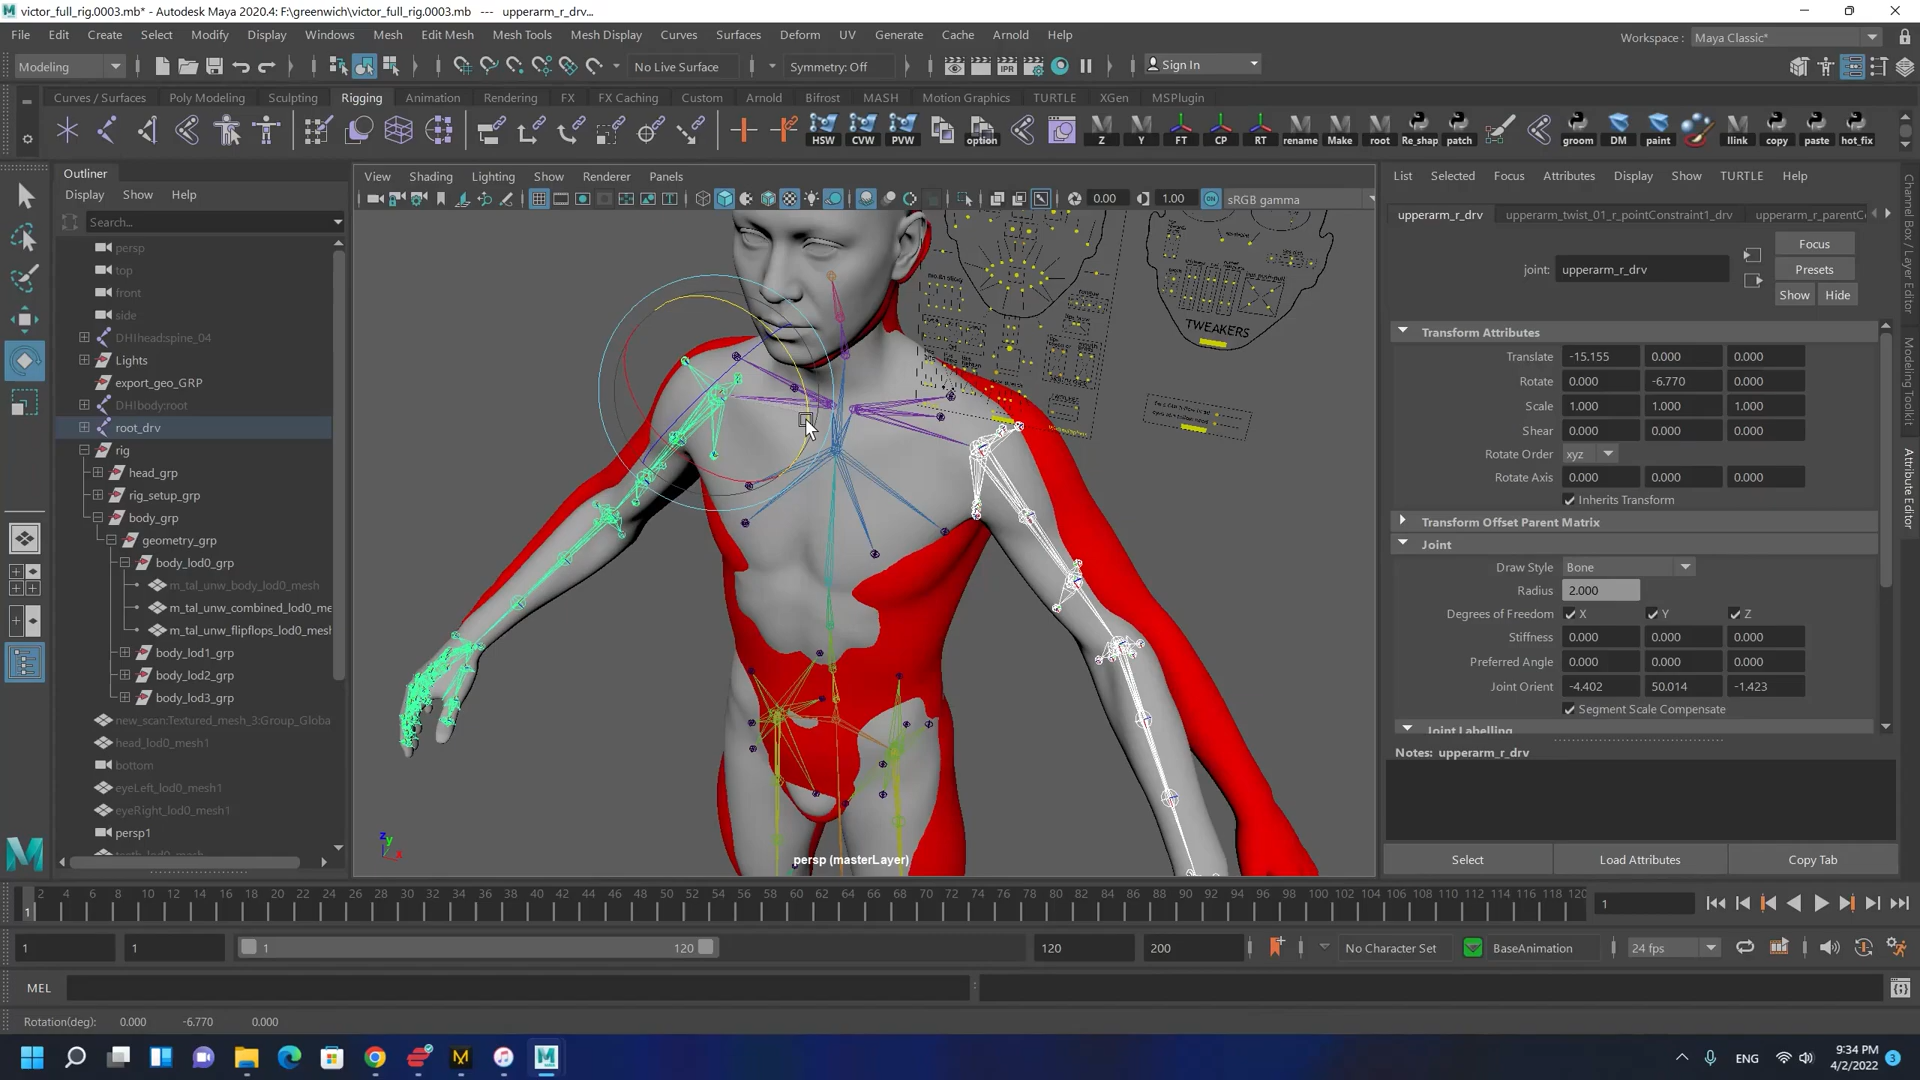 victor_full_rig.0003.mb* - Autodesk Maya 2020.4: F:\greenwich\victor_full_rig.0003.mb   ---   upperarm_r_drv...
File Edit Create Select Modify Display Windows Mesh Edit Mesh Mesh Tools Mesh Display Curves Surfaces Deform UV Generate Cache Arnold Help
Workspace : Maya Classic*
Modeling No Live Surface Symmetry: Off Sign In
Curves / Surfaces Poly Modeling Sculpting Rigging Animation Rendering FX FX Caching Custom Arnold Bifrost MASH Motion Graphics TURTLE XGen MSPlugin
HSW CVW PVW option Z Y FT CP RT rename Make root Re_shap patch groom DM paint llink copy paste hot_fix
Outliner
Display Show Help
Search...
persp
top
front
side
DHIhead:spine_04
Lights
export_geo_GRP
DHIbody:root
root_drv
rig
head_grp
rig_setup_grp
body_grp
geometry_grp
body_lod0_grp
m_tal_unw_body_lod0_mesh
m_tal_unw_combined_lod0_me
m_tal_unw_flipflops_lod0_mesh
body_lod1_grp
body_lod2_grp
body_lod3_grp
new_scan:Textured_mesh_3:Group_Globa
head_lod0_mesh1
bottom
eyeLeft_lod0_mesh1
eyeRight_lod0_mesh1
persp1
View Shading Lighting Show Renderer Panels
0.00 1.00 ON sRGB gamma
TWEAKERS
z y x
persp (masterLayer)
List Selected Focus Attributes Display Show TURTLE Help
upperarm_r_drv upperarm_twist_01_r_pointConstraint1_drv upperarm_r_parentC
Focus
joint: upperarm_r_drv
Presets
Show Hide
Transform Attributes
Translate -15.155 0.000 0.000
Rotate 0.000 -6.770 0.000
Scale 1.000 1.000 1.000
Shear 0.000 0.000 0.000
Rotate Order xyz
Rotate Axis 0.000 0.000 0.000
Inherits Transform
Transform Offset Parent Matrix
Joint
Draw Style Bone
Radius 2.000
Degrees of Freedom X Y Z
Stiffness 0.000 0.000 0.000
Preferred Angle 0.000 0.000 0.000
Joint Orient -4.402 50.014 -1.423
Segment Scale Compensate
Joint Labelling
Notes: upperarm_r_drv
Select Load Attributes Copy Tab
Channel Box / Layer Editor
Modeling Toolkit
Attribute Editor
2 4 6 8 10 12 14 16 18 20 22 24 26 28 30 32 34 36 38 40 42 44 46 48 50 52 54 56 58 60 62 64 66 68 70 72 74 76 78 80 82 84 86 88 90 92 94 96 98 100 102 104 106 108 110 112 114 116 118 120
1 1
1 1 1 120 120 200 No Character Set BaseAnimation 24 fps
MEL
Rotation(deg): 0.000 -6.770 0.000
ENG
9:34 PM
4/2/2022
3